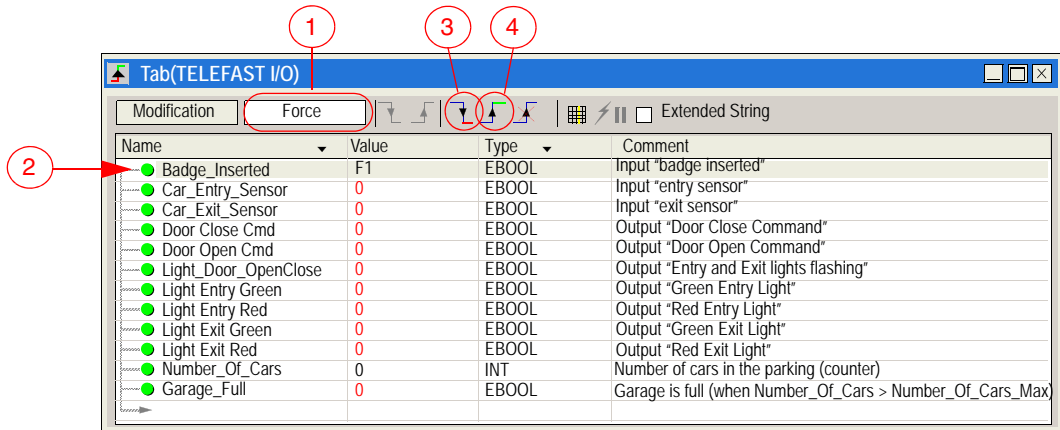 1 3 4
Tab(TELEFAST I/O)
Modification Force Extended String
Name Value Type Comment
2
Badge_Inserted F1 EBOOL Input "badge inserted"
Car_Entry_Sensor 0 EBOOL Input "entry sensor"
Car_Exit_Sensor 0 EBOOL Input "exit sensor"
Door Close Cmd 0 EBOOL Output "Door Close Command"
Door Open Cmd 0 EBOOL Output "Door Open Command"
Light_Door_OpenClose 0 EBOOL Output "Entry and Exit lights flashing"
Light Entry Green 0 EBOOL Output "Green Entry Light"
Light Entry Red 0 EBOOL Output "Red Entry Light"
Light Exit Green 0 EBOOL Output "Green Exit Light"
Light Exit Red 0 EBOOL Output "Red Exit Light"
Number_Of_Cars 0 INT Number of cars in the parking (counter)
Garage_Full 0 EBOOL Garage is full (when Number_Of_Cars > Number_Of_Cars_Max)